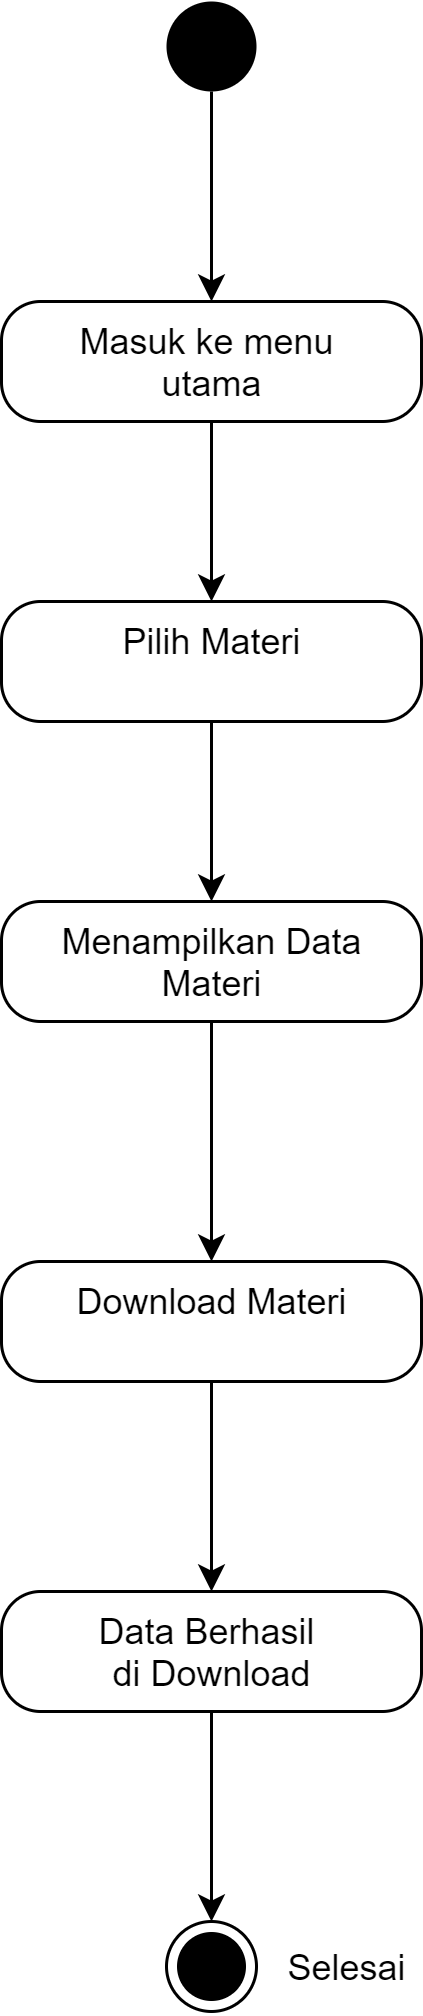 Masuk ke menu
utama
Pilih Materi
Menampilkan Data
Materi
Download Materi
Data Berhasil
di Download
Selesai